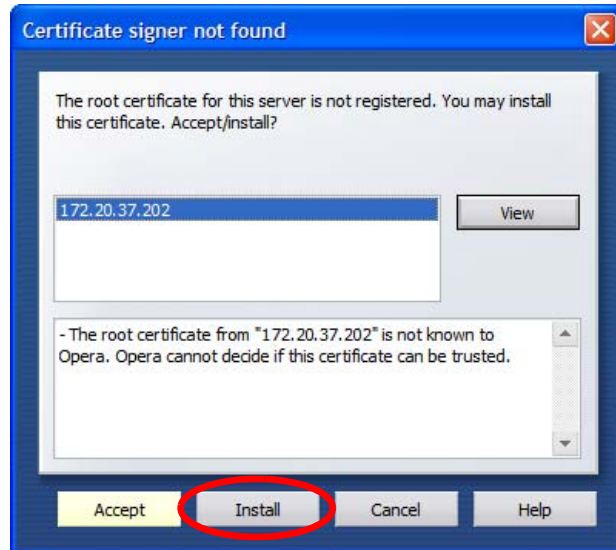 Certificate signer not found
The root certificate for this server is not registered. You may install
this certificate. Accept/install?
172.20.37.202
View
- The root certificate from "172.20.37.202" is not known to
Opera. Opera cannot decide if this certificate can be trusted.
Accept
Install
Cancel
Help